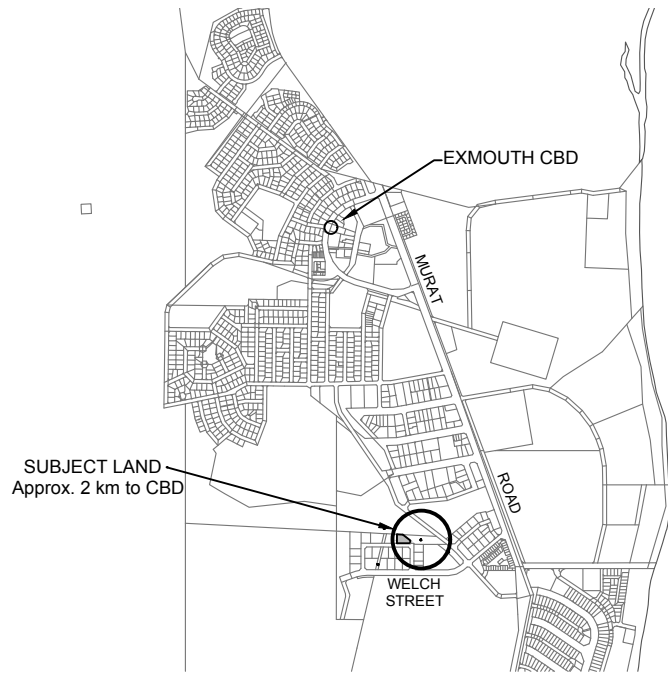 EXMOUTH CBD
MURAT
ROAD
SUBJECT LAND
Approx. 2 km to CBD
WELCH
STREET